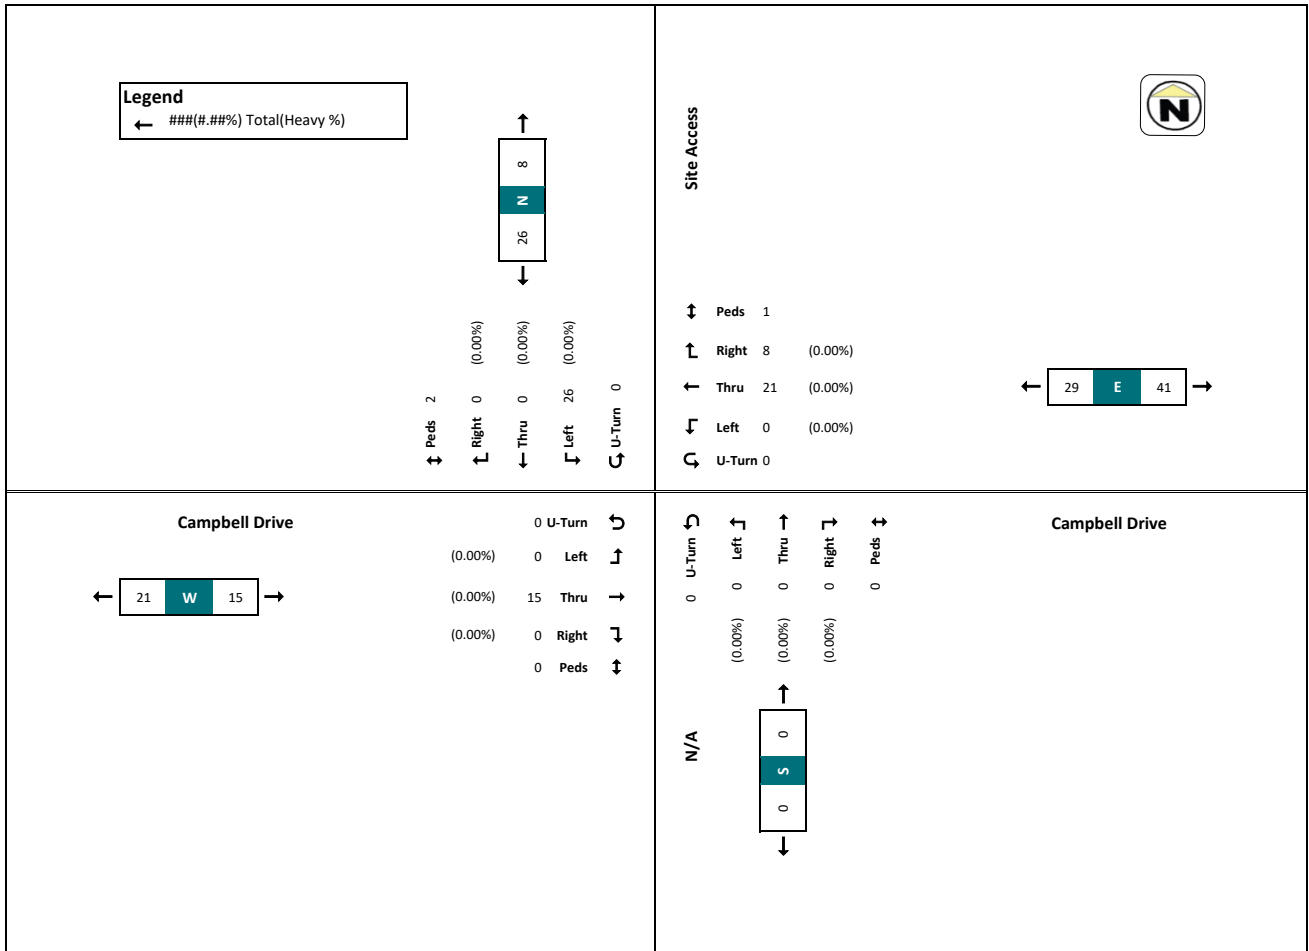 Legend
### (#.##%) Total(Heavy %)
8
N
26
(0.00%) (0.00%) (0.00%)
2 0 0 26 0
Peds Right Thru Left U-Turn
Site Access
N
Peds 1
Right 8 (0.00%)
Thru 21 (0.00%)
Left 0 (0.00%)
U-Turn 0
29 E 41
Campbell Drive
0 U-Turn
(0.00%) 0 Left
(0.00%) 15 Thru
(0.00%) 0 Right
0 Peds
21 W 15
U-Turn Left Thru Right Peds
0 0 0 0 0
(0.00%) (0.00%) (0.00%)
Campbell Drive
N/A
0
S
0